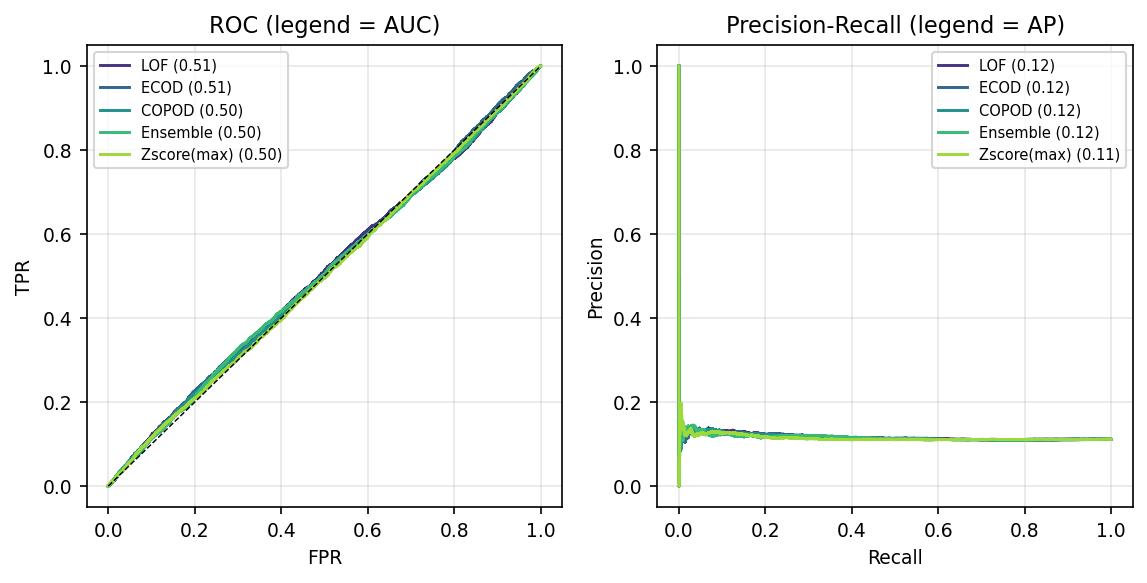 ROC (legend = AUC)
LOF (0.51)
ECOD (0.51)
COPOD (0.50)
Ensemble (0.50)
Zscore(max) (0.50)
1.0
0.8
0.6
0.4
0.2
0.0
TPR
0.0 0.2 0.4 0.6 0.8 1.0
FPR
Precision-Recall (legend = AP)
LOF (0.12)
ECOD (0.12)
COPOD (0.12)
Ensemble (0.12)
Zscore(max) (0.11)
1.0
0.8
0.6
0.4
0.2
0.0
Precision
0.0 0.2 0.4 0.6 0.8 1.0
Recall